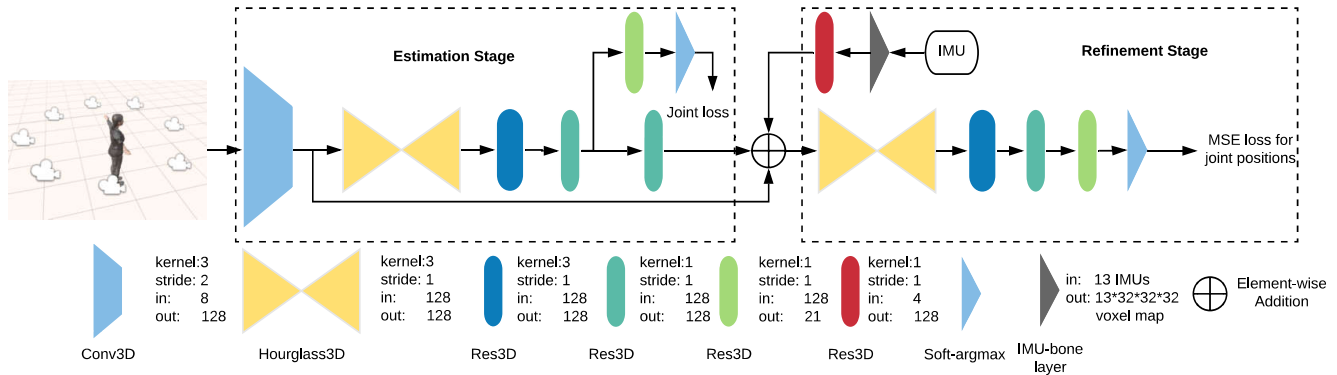 Estimation Stage
Joint loss
IMU
Refinement Stage
MSE loss for
joint positions
kernel:3
stride: 2
in: 8
out: 128
Conv3D
kernel:3
stride: 1
in: 128
out: 128
Hourglass3D
kernel:3
stride: 1
in: 128
out: 128
Res3D
kernel:1
stride: 1
in: 128
out: 128
Res3D
kernel:1
stride: 1
in: 128
out: 21
Res3D
kernel:1
stride: 1
in: 4
out: 128
Res3D
Soft-argmax
in: 13 IMUs
out: 13*32*32*32
voxel map
IMU-bone
layer
Element-wise
Addition